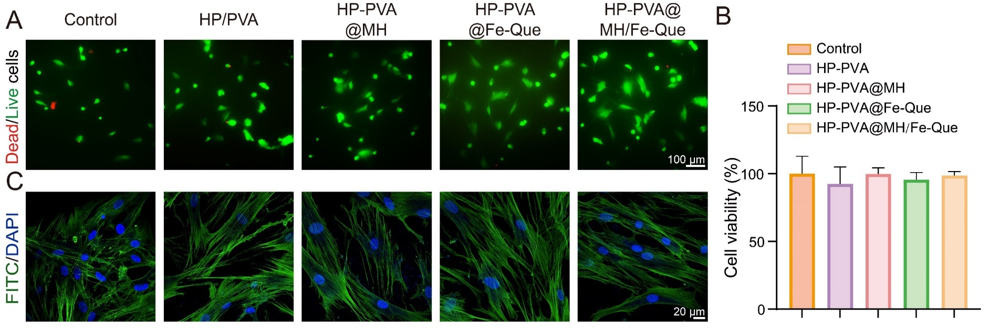 A
Control
HP/PVA
HP-PVA
@MH
HP-PVA
@Fe-Que
HP-PVA@
MH/Fe-Que
Dead/Live cells
100 µm
C
FITC/DAPI
20 µm
B
Control
HP-PVA
HP-PVA@MH
HP-PVA@Fe-Que
HP-PVA@MH/Fe-Que
Cell viability (%)
150
100
50
0